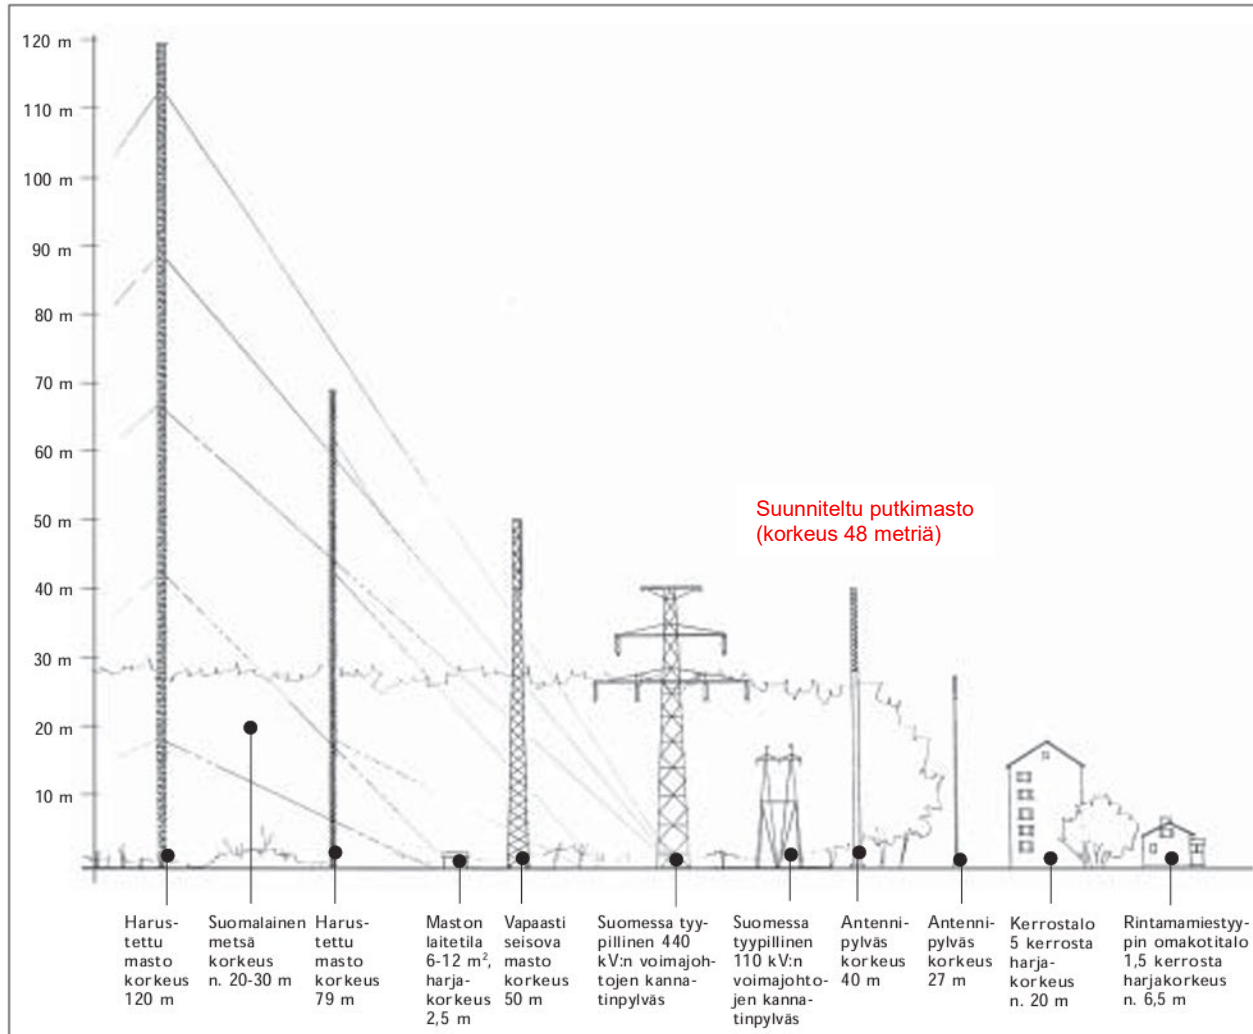 120 m
110 m
100 m
90 m
80 m
70 m
60 m
50 m
40 m
30 m
20 m
10 m
Suunniteltu putkimasto
(korkeus 48 metriä)
Harus-
tettu
masto
korkeus
120 m
Suomalainen
metsä
korkeus
n. 20-30 m
Harus-
tettu
masto
korkeus
79 m
Maston
laitetila
6-12 m²,
harja-
korkeus
2,5 m
Vapaasti
seisova
masto
korkeus
50 m
Suomessa tyy-
pillinen 440
kV:n voimajoh-
tojen kanna-
tinpylväs
Suomessa
tyypillinen
110 kV:n
voimajohto-
jen kanna-
tinpylväs
Antenni-
pylväs
korkeus
40 m
Antenni-
pylväs
korkeus
27 m
Kerrostalo
5 kerrosta
harja-
korkeus
n. 20 m
Rintamamiestyy-
pin omakotitalo
1,5 kerrosta
harjakorkeus
n. 6,5 m